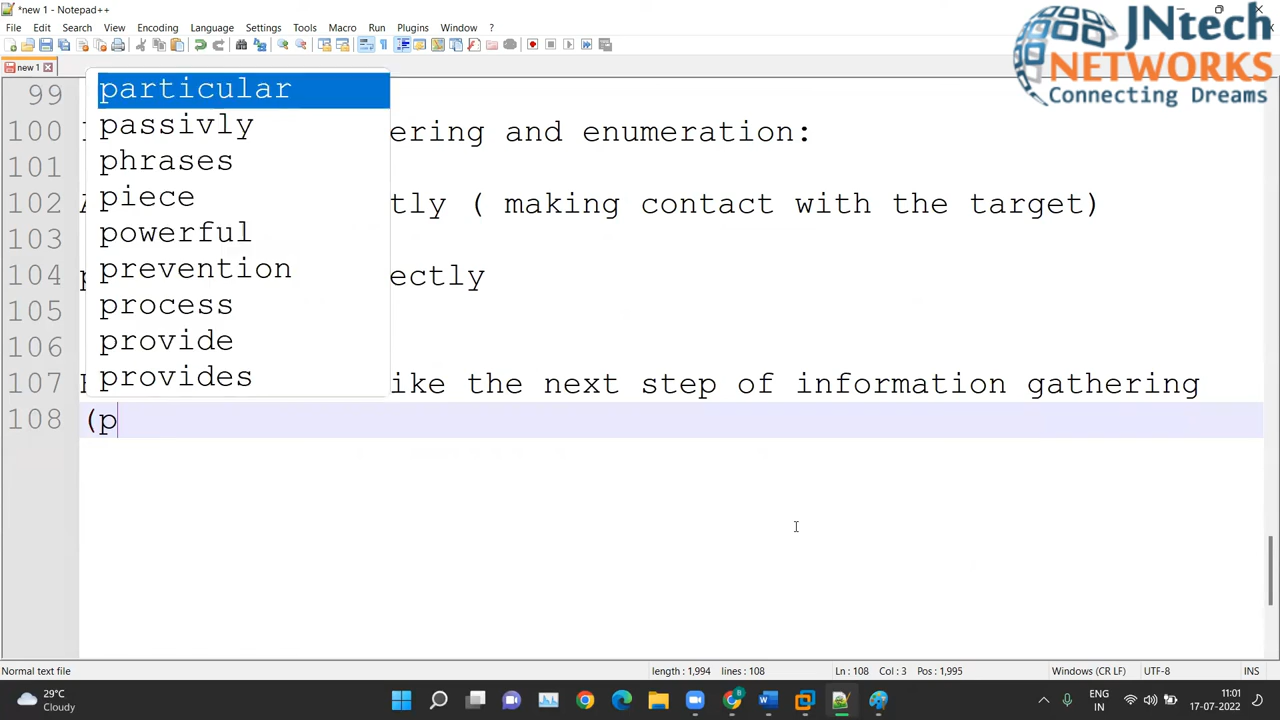 *new 1 - Notepad++
File Edit Search View Encoding Language Settings Tools Macro Run Plugins Window ?
JNtech
NETWORKS
Connecting Dreams
new 1
particular
passivly
phrases
piece
powerful
prevention
process
provide
provides
99
100 ering and enumeration:
101
102 tly ( making contact with the target)
103
104 ectly
105
106
107 ike the next step of information gathering
108 (p
Normal text file length : 1,994 lines : 108 Ln : 108 Col : 3 Pos : 1,995 Windows (CR LF) UTF-8 INS
29°C
Cloudy
ENG
IN
11:01
17-07-2022